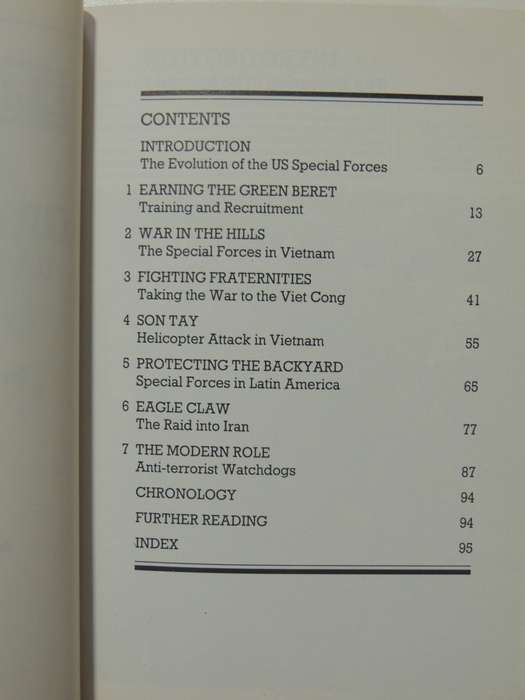 CONTENTS
INTRODUCTION
The Evolution of the US Special Forces 6
1 EARNING THE GREEN BERET
Training and Recruitment 13
2 WAR IN THE HILLS
The Special Forces in Vietnam 27
3 FIGHTING FRATERNITIES
Taking the War to the Viet Cong 41
4 SON TAY
Helicopter Attack in Vietnam 55
5 PROTECTING THE BACKYARD
Special Forces in Latin America 65
6 EAGLE CLAW
The Raid into Iran 77
7 THE MODERN ROLE
Anti-terrorist Watchdogs 87
CHRONOLOGY 94
FURTHER READING 94
INDEX 95